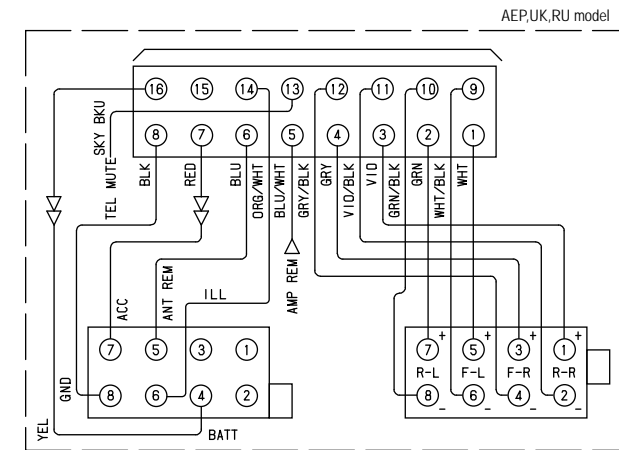 AEP,UK,RU model
16 15 14 13 12 11 10 9
8 7 6 5 4 3 2 1
SKY BKU
TEL MUTE
BLK
RED
BLU
ORG/WHT
BLU/WHT
GRY/BLK
GRY
VIO/BLK
VIO
GRN/BLK
GRN
WHT/BLK
WHT
ACC
ANT REM
ILL
AMP REM
GND
YEL
BATT
7 5 3 1
8 6 4 2
7 + 5 + 3 + 1 +
R-L F-L F-R R-R
8 - 6 - 4 - 2 -